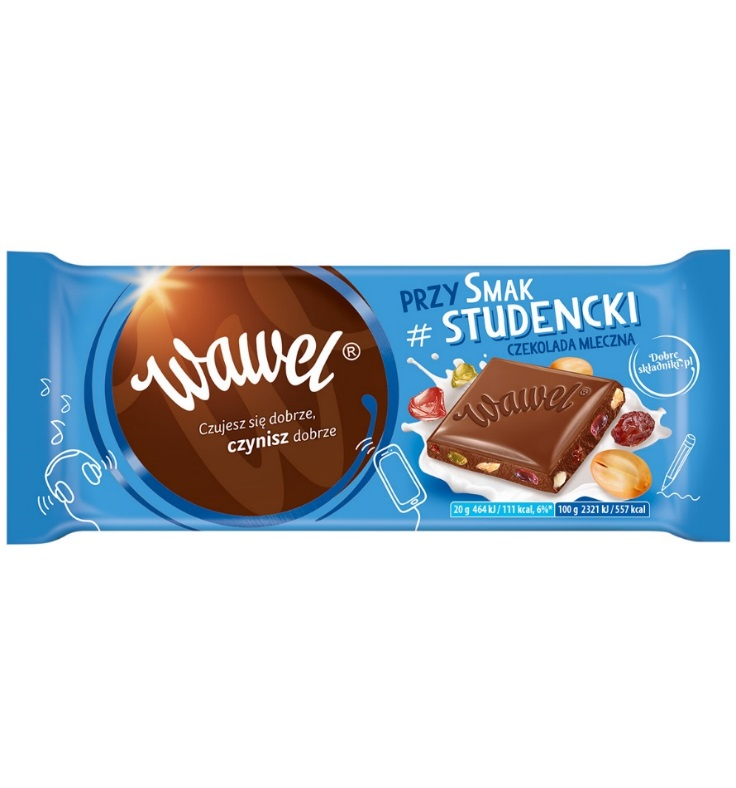 wawel®
Czujesz się dobrze,
czynisz dobrze
PRZY SMAK
# STUDENCKI
CZEKOLADA MLECZNA
Dobre
składniki.pl
wawel®
20 g 464 kJ / 111 kcal, 6%* 100 g 2321 kJ / 557 kcal